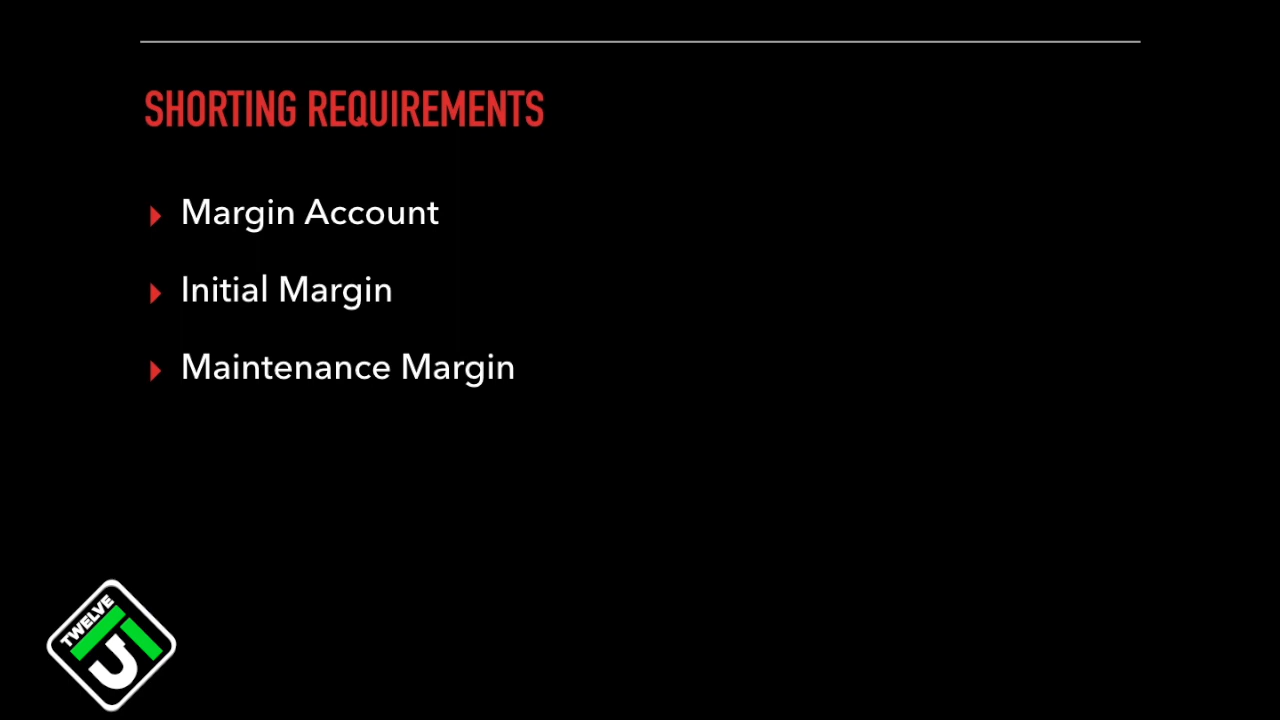 SHORTING REQUIREMENTS
Margin Account
Initial Margin
Maintenance Margin
TWELVE